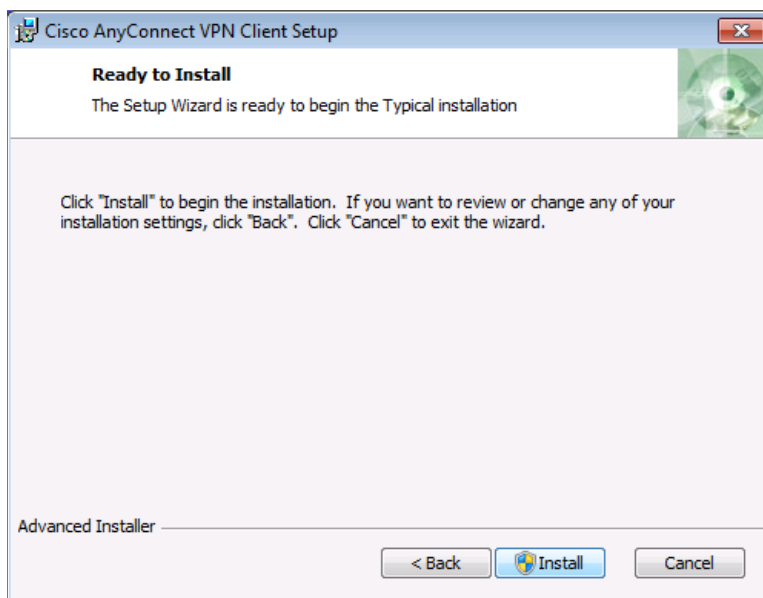 Cisco AnyConnect VPN Client Setup
Ready to Install
The Setup Wizard is ready to begin the Typical installation
Click "Install" to begin the installation.  If you want to review or change any of your
installation settings, click "Back".  Click "Cancel" to exit the wizard.
Advanced Installer
< Back
Install
Cancel